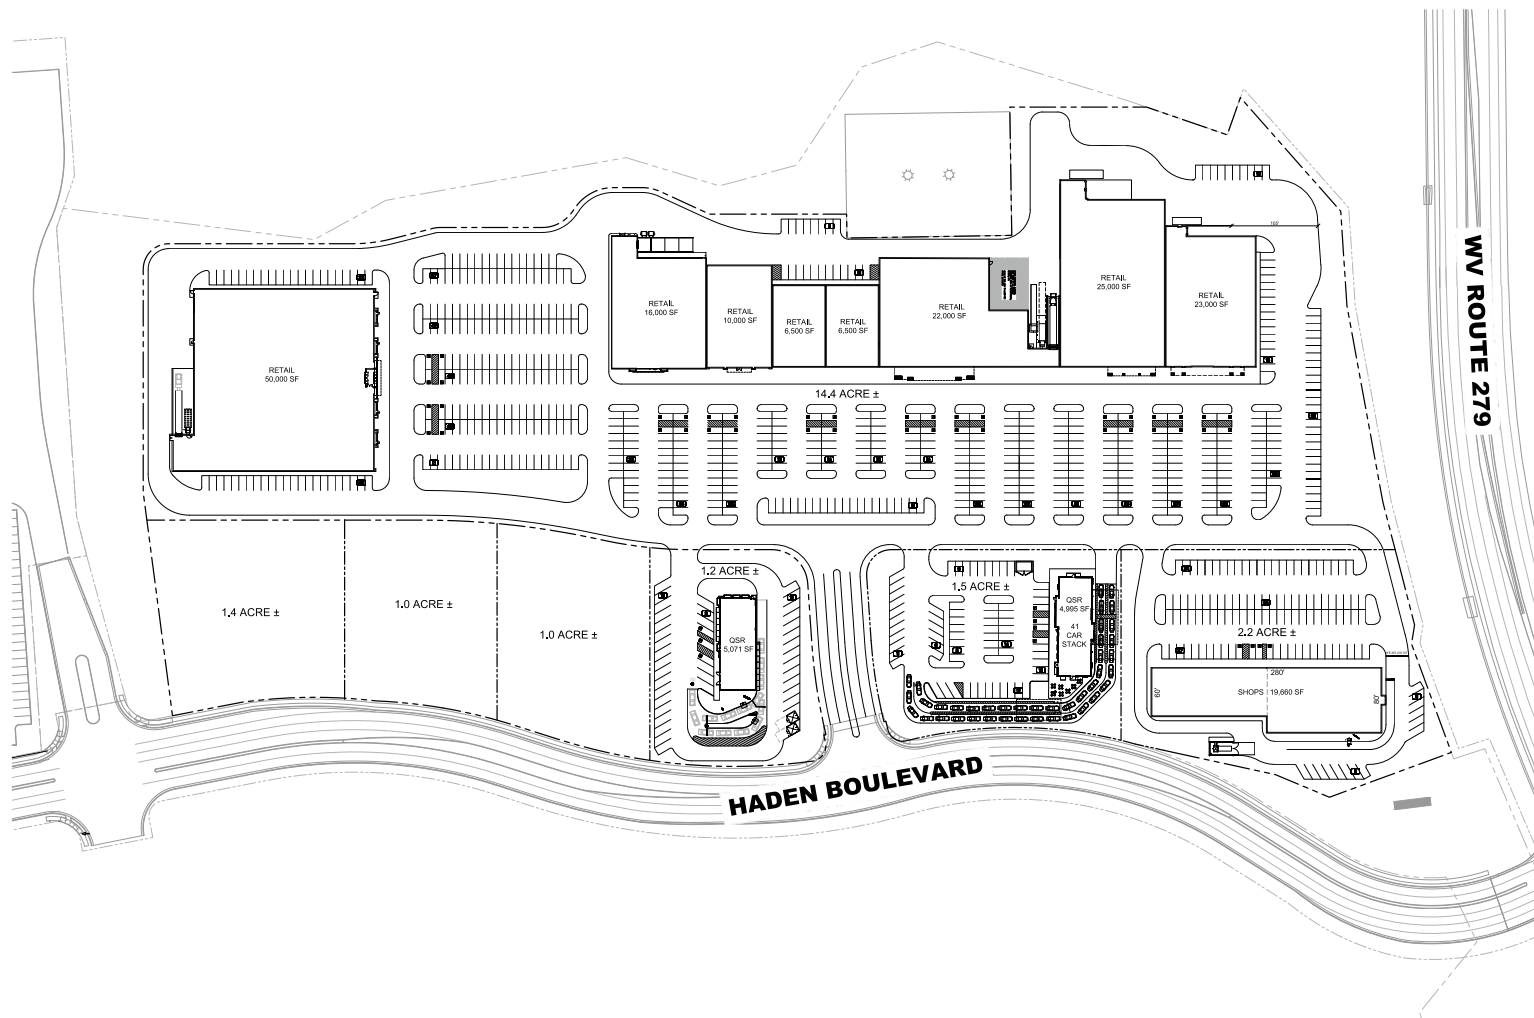 WV ROUTE 279
105'
RETAIL
16,000 SF
RETAIL
10,000 SF
RETAIL
6,500 SF
RETAIL
6,500 SF
RETAIL
22,000 SF
RETAIL
25,000 SF
RETAIL
23,000 SF
RETAIL
50,000 SF
14.4 ACRE ±
1.4 ACRE ±
1.0 ACRE ±
1.0 ACRE ±
1.2 ACRE ±
QSR
5,071 SF
1.5 ACRE ±
QSR
4,995 SF
41
CAR
STACK
2.2 ACRE ±
280'
60'
SHOPS 19,660 SF
80'
HADEN BOULEVARD